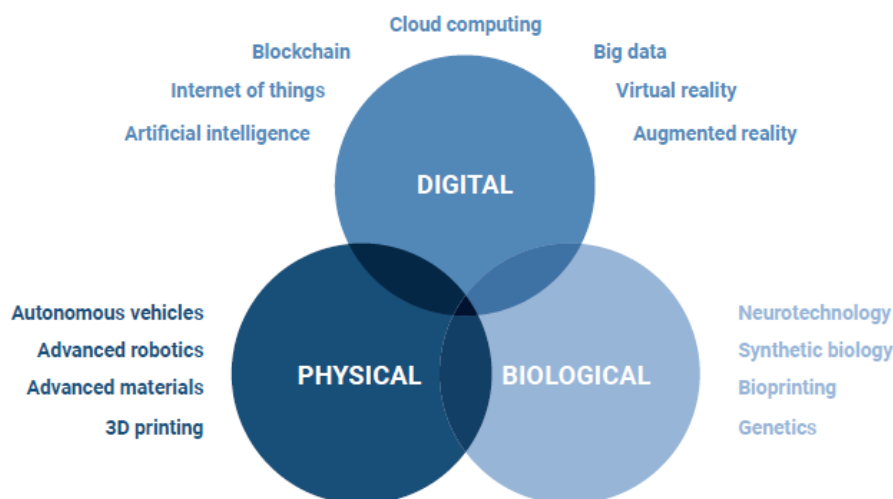 Cloud computing
Blockchain
Big data
Internet of things
Virtual reality
Artificial intelligence
Augmented reality
DIGITAL
Autonomous vehicles
Neurotechnology
Advanced robotics
Synthetic biology
PHYSICAL
BIOLOGICAL
Advanced materials
Bioprinting
3D printing
Genetics